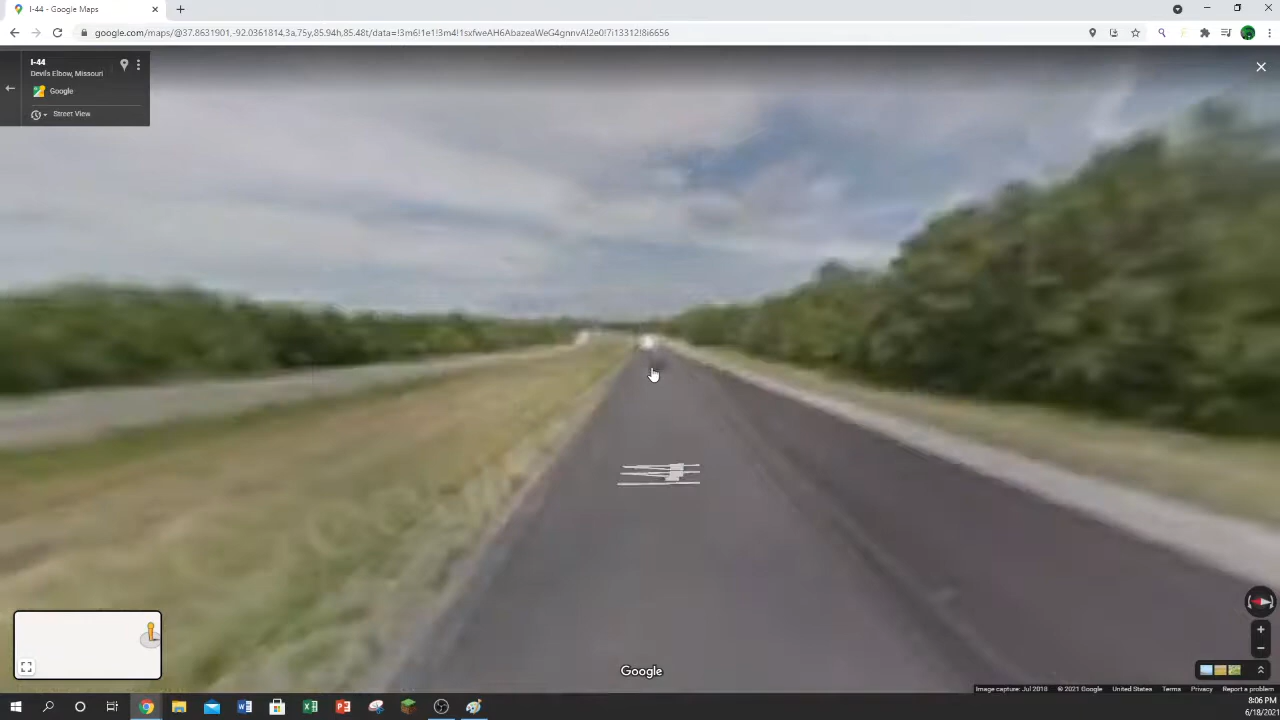 I-44 - Google Maps
google.com/maps/@37.8631901,-92.0361814,3a,75y,85.94h,85.48t/data=!3m6!1e1!3m4!1sxfweAH6AbazeaWeG4gnnvA!2e0!7i13312!8i6656
I-44
Devils Elbow, Missouri
Google
Street View
Google
Image capture: Jul 2018 © 2021 Google United States Terms Privacy Report a problem
8:06 PM
6/18/2021